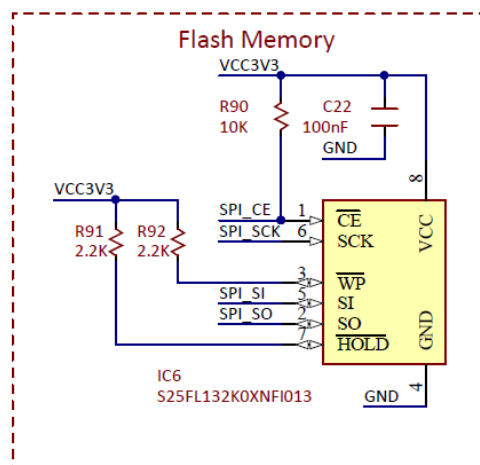 Flash Memory
VCC3V3
R90
10K
C22
100nF
GND
8
VCC3V3
R91
2.2K
R92
2.2K
SPI_CE
1
CE
SPI_SCK
6
SCK
VCC
3
WP
SPI_SI
5
SI
SPI_SO
2
SO
7
HOLD
GND
IC6
S25FL132K0XNFI013
GND
4